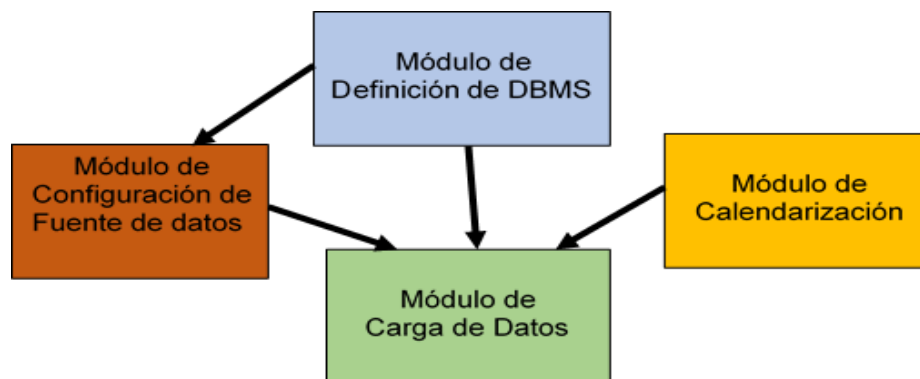 Módulo de
Definición de DBMS
Módulo de
Configuración de
Fuente de datos
Módulo de
Calendarización
Módulo de
Carga de Datos